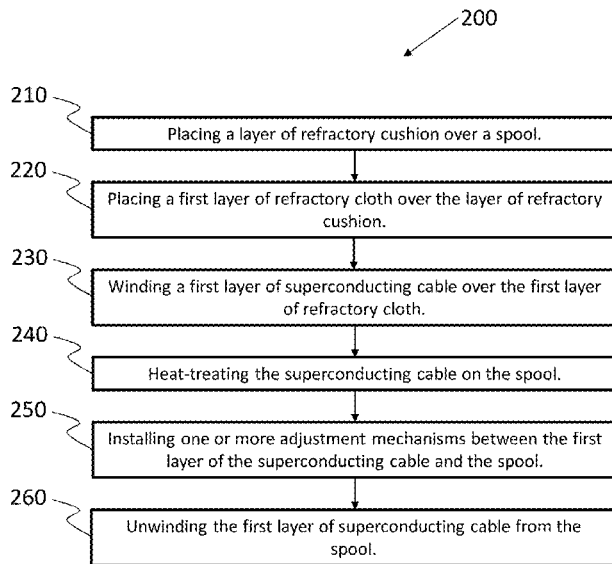 200
210
Placing a layer of refractory cushion over a spool.
220
Placing a first layer of refractory cloth over the layer of refractory
cushion.
230
Winding a first layer of superconducting cable over the first layer
of refractory cloth.
240
Heat-treating the superconducting cable on the spool.
250
Installing one or more adjustment mechanisms between the first
layer of the superconducting cable and the spool.
260
Unwinding the first layer of superconducting cable from the
spool.